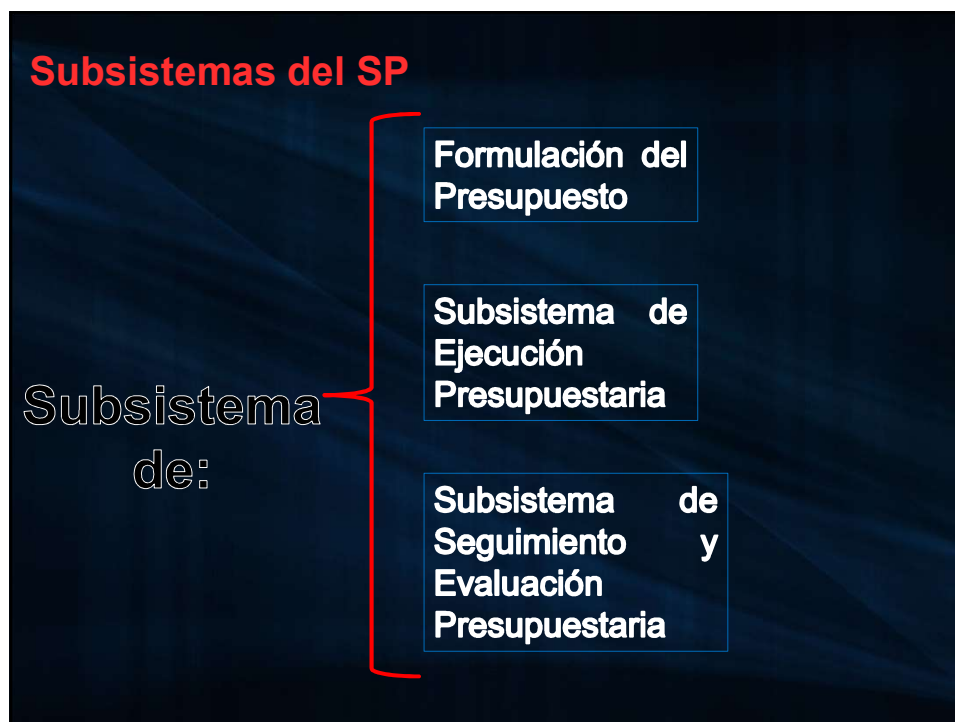 Subsistemas del SP
Subsistema
de:
Formulación del
Presupuesto
Subsistema de
Ejecución
Presupuestaria
Subsistema de
Seguimiento y
Evaluación
Presupuestaria